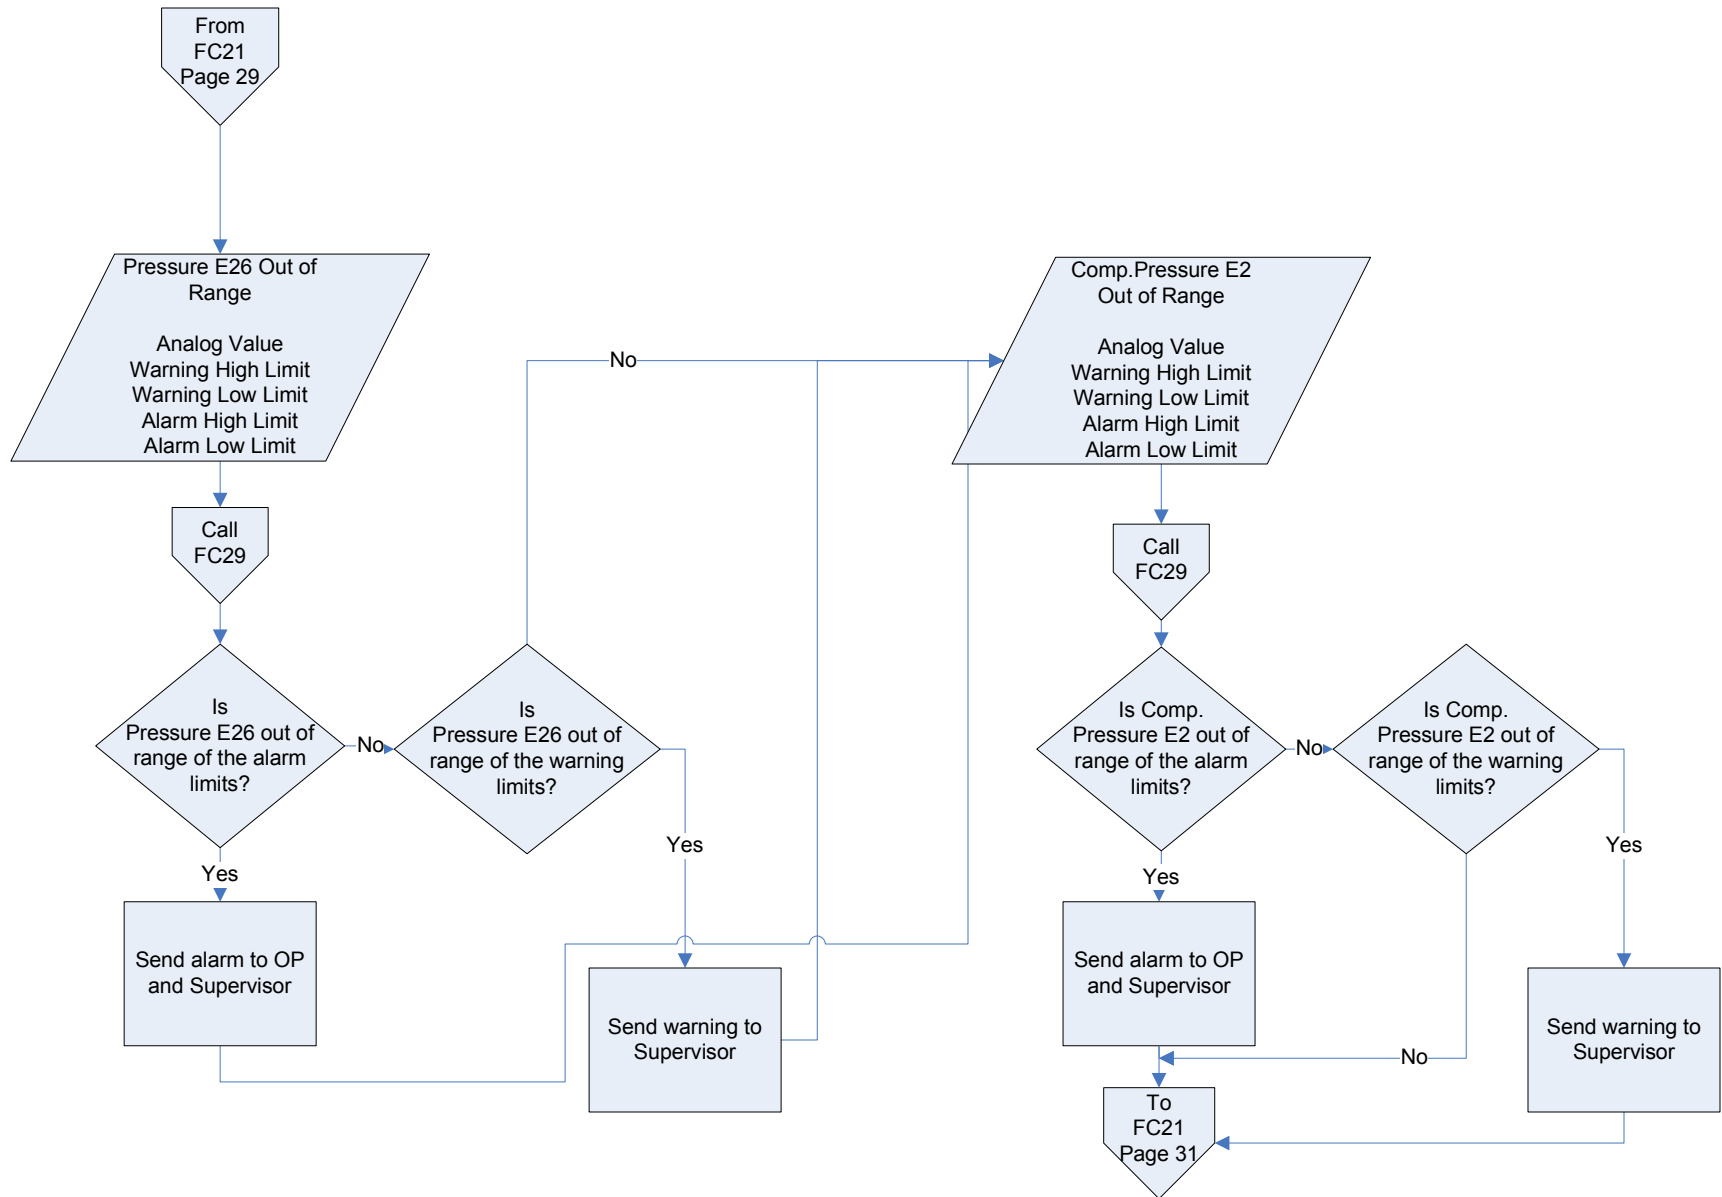 From
FC21
Page 29
Pressure E26 Out of
Range
Analog Value
Warning High Limit
Warning Low Limit
Alarm High Limit
Alarm Low Limit
Call
FC29
Is
Pressure E26 out of
range of the alarm
limits?
No
Is
Pressure E26 out of
range of the warning
limits?
No
Yes
Send alarm to OP
and Supervisor
Yes
Send warning to
Supervisor
Comp.Pressure E2
Out of Range
Analog Value
Warning High Limit
Warning Low Limit
Alarm High Limit
Alarm Low Limit
Call
FC29
Is Comp.
Pressure E2 out of
range of the alarm
limits?
No
Is Comp.
Pressure E2 out of
range of the warning
limits?
Yes
Send alarm to OP
and Supervisor
Yes
Send warning to
Supervisor
No
To
FC21
Page 31